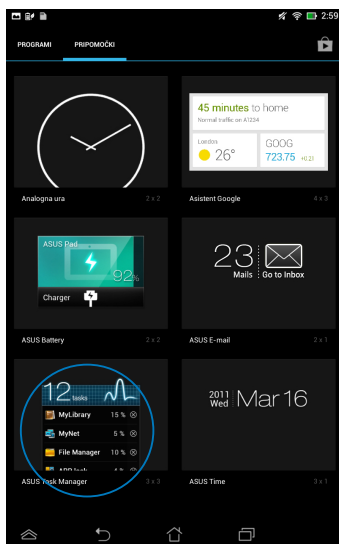 2:59
PROGRAMI PRIPOMOČKI
45 minutes to home
Normal traffic on A1234
London
26°
GOOG
723.75 +0.21
Analogna ura 2 x 2
Asistent Google 4 x 3
ASUS Pad
92%
Charger
23
Mails
Go to Inbox
ASUS Battery 2 x 2
ASUS E-mail 2 x 1
12 tasks
MyLibrary 15 %
MyNet 5 %
File Manager 10 %
2011
Wed
Mar 16
ASUS Task Manager 3 x 3
ASUS Time 3 x 1